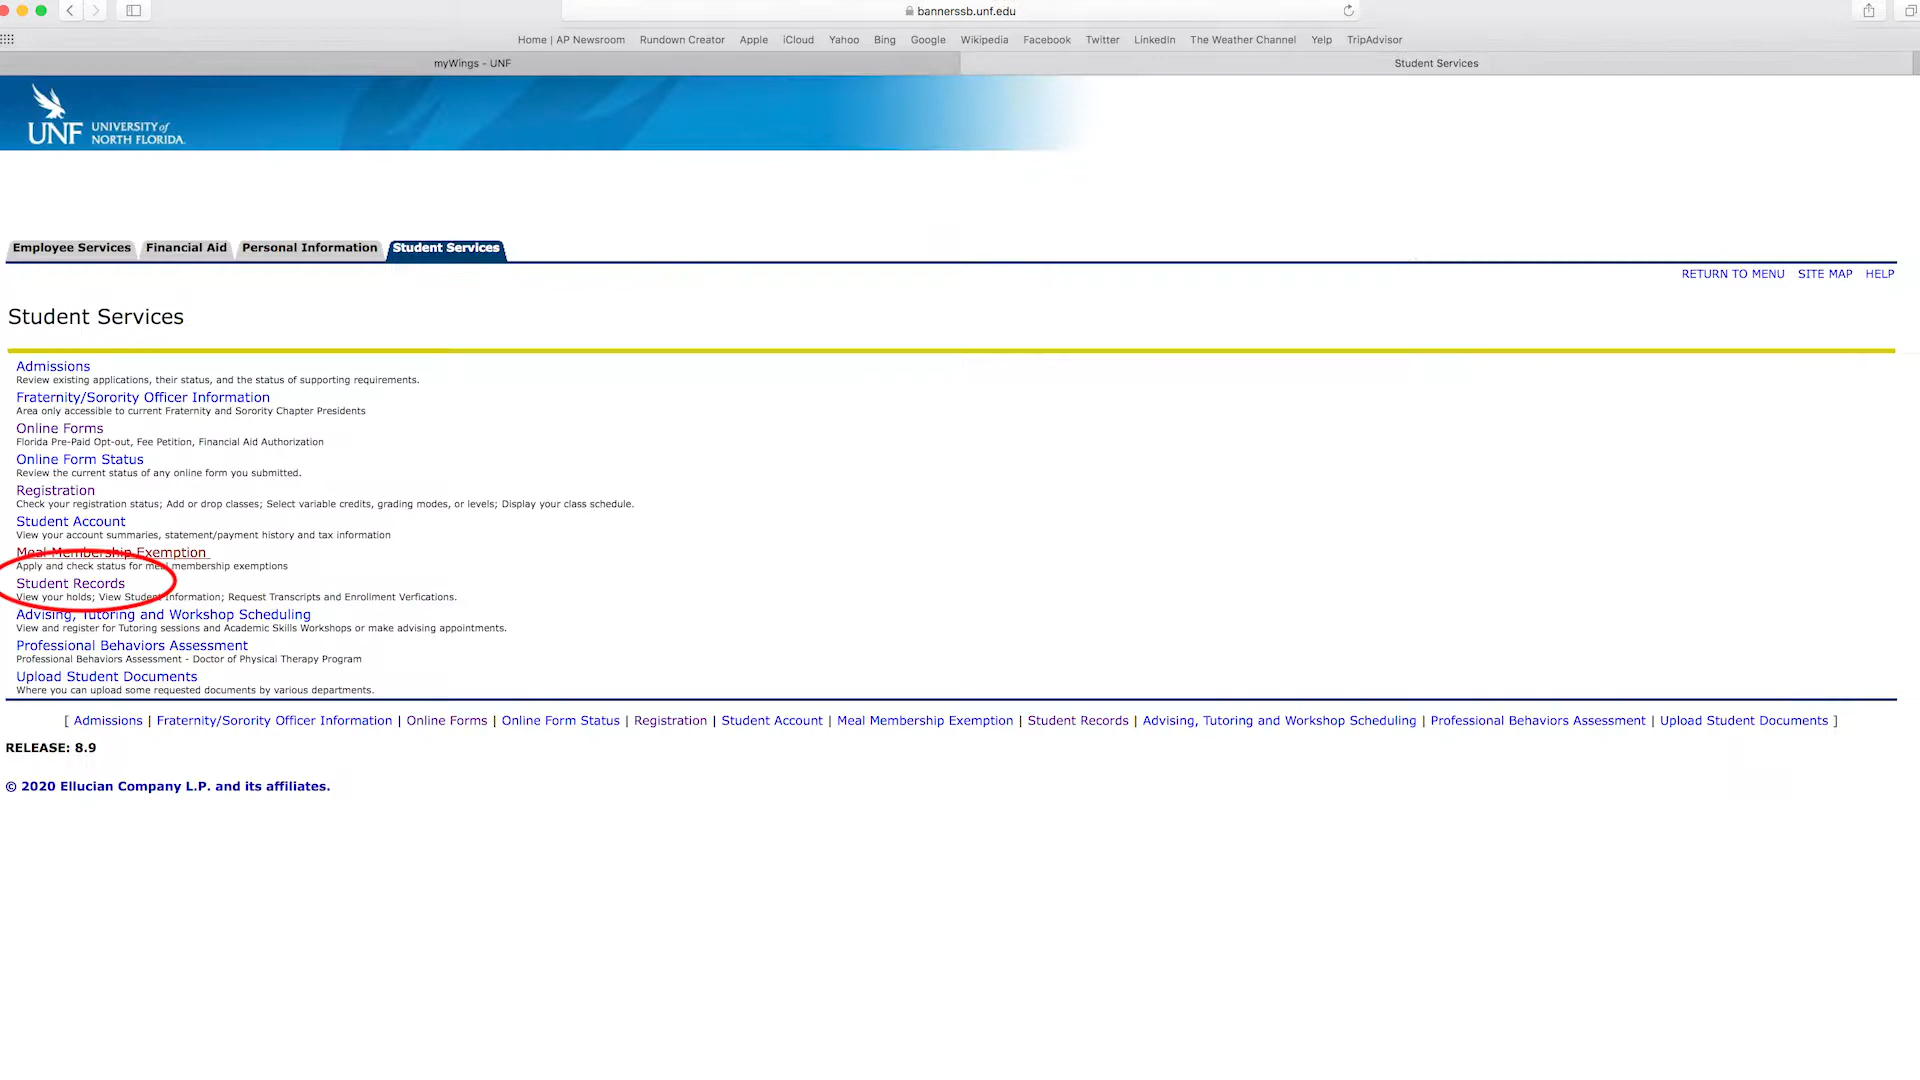 bannerssb.unf.edu
Home | AP Newsroom Rundown Creator Apple iCloud Yahoo Bing Google Wikipedia Facebook Twitter LinkedIn The Weather Channel Yelp TripAdvisor
myWings - UNF Student Services
UNF UNIVERSITY of NORTH FLORIDA
Employee Services Financial Aid Personal Information Student Services
RETURN TO MENU SITE MAP HELP
Student Services
Admissions
Review existing applications, their status, and the status of supporting requirements.
Fraternity/Sorority Officer Information
Area only accessible to current Fraternity and Sorority Chapter Presidents
Online Forms
Florida Pre-Paid Opt-out, Fee Petition, Financial Aid Authorization
Online Form Status
Review the current status of any online form you submitted.
Registration
Check your registration status; Add or drop classes; Select variable credits, grading modes, or levels; Display your class schedule.
Student Account
View your account summaries, statement/payment history and tax information
Meal Membership Exemption
Apply and check status for meal membership exemptions
Student Records
View your holds; View Student Information; Request Transcripts and Enrollment Verfications.
Advising, Tutoring and Workshop Scheduling
View and register for Tutoring sessions and Academic Skills Workshops or make advising appointments.
Professional Behaviors Assessment
Professional Behaviors Assessment - Doctor of Physical Therapy Program
Upload Student Documents
Where you can upload some requested documents by various departments.
[ Admissions | Fraternity/Sorority Officer Information | Online Forms | Online Form Status | Registration | Student Account | Meal Membership Exemption | Student Records | Advising, Tutoring and Workshop Scheduling | Professional Behaviors Assessment | Upload Student Documents ]
RELEASE: 8.9
© 2020 Ellucian Company L.P. and its affiliates.